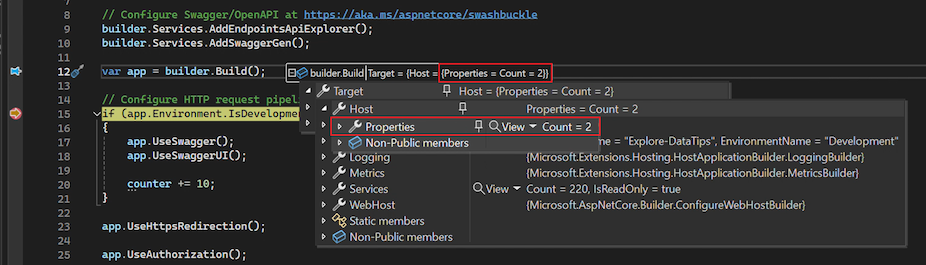 7
8 // Configure Swagger/OpenAPI at https://aka.ms/aspnetcore/swashbuckle
9 builder.Services.AddEndpointsApiExplorer();
10 builder.Services.AddSwaggerGen();
11
12 var app = builder.Build(); builder.Build Target = {Host = {Properties = Count = 2}}
Target Host = {Properties = Count = 2}
14 // Configure HTTP request pipelin
Host Properties = Count = 2
15 if (app.Environment.IsDevelopmen
Properties View Count = 2
16 {
Non-Public members
17 app.UseSwagger();
me = "Explore-DataTips", EnvironmentName = "Development"
18 app.UseSwaggerUI();
Logging {Microsoft.Extensions.Hosting.HostApplicationBuilder.LoggingBuilder}
19
Metrics {Microsoft.Extensions.Hosting.HostApplicationBuilder.MetricsBuilder}
20 counter += 10;
Services View Count = 220, IsReadOnly = true
21 }
WebHost {Microsoft.AspNetCore.Builder.ConfigureWebHostBuilder}
Static members
23 app.UseHttpsRedirection();
Non-Public members
24
25 app.UseAuthorization();